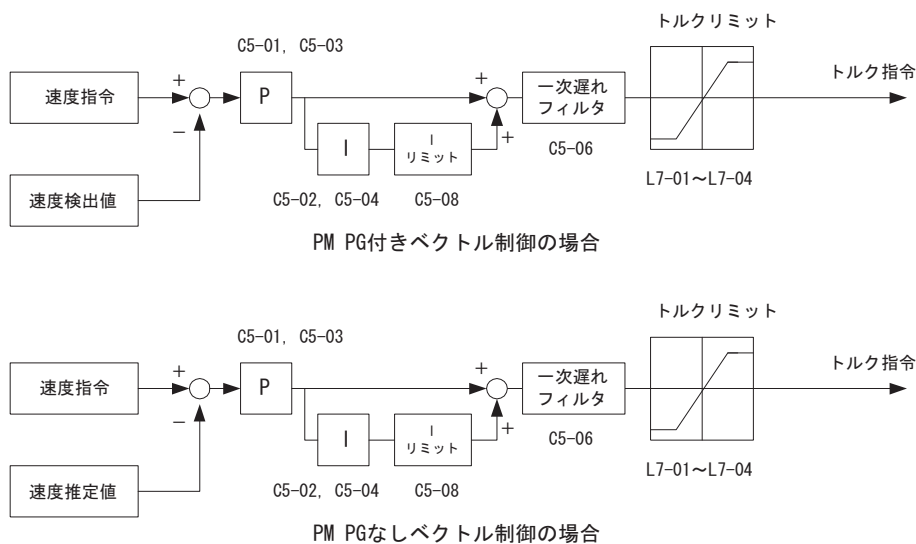 トルクリミット
C5-01, C5-03
トルク指令
速度指令
+
−
P
+
+
一次遅れ
フィルタ
I
I
リミット
C5-06
速度検出値
C5-02, C5-04
C5-08
L7-01～L7-04
PM PG付きベクトル制御の場合
トルクリミット
C5-01, C5-03
トルク指令
速度指令
+
−
P
+
+
一次遅れ
フィルタ
I
I
リミット
C5-06
速度推定値
C5-02, C5-04
C5-08
L7-01～L7-04
PM PGなしベクトル制御の場合